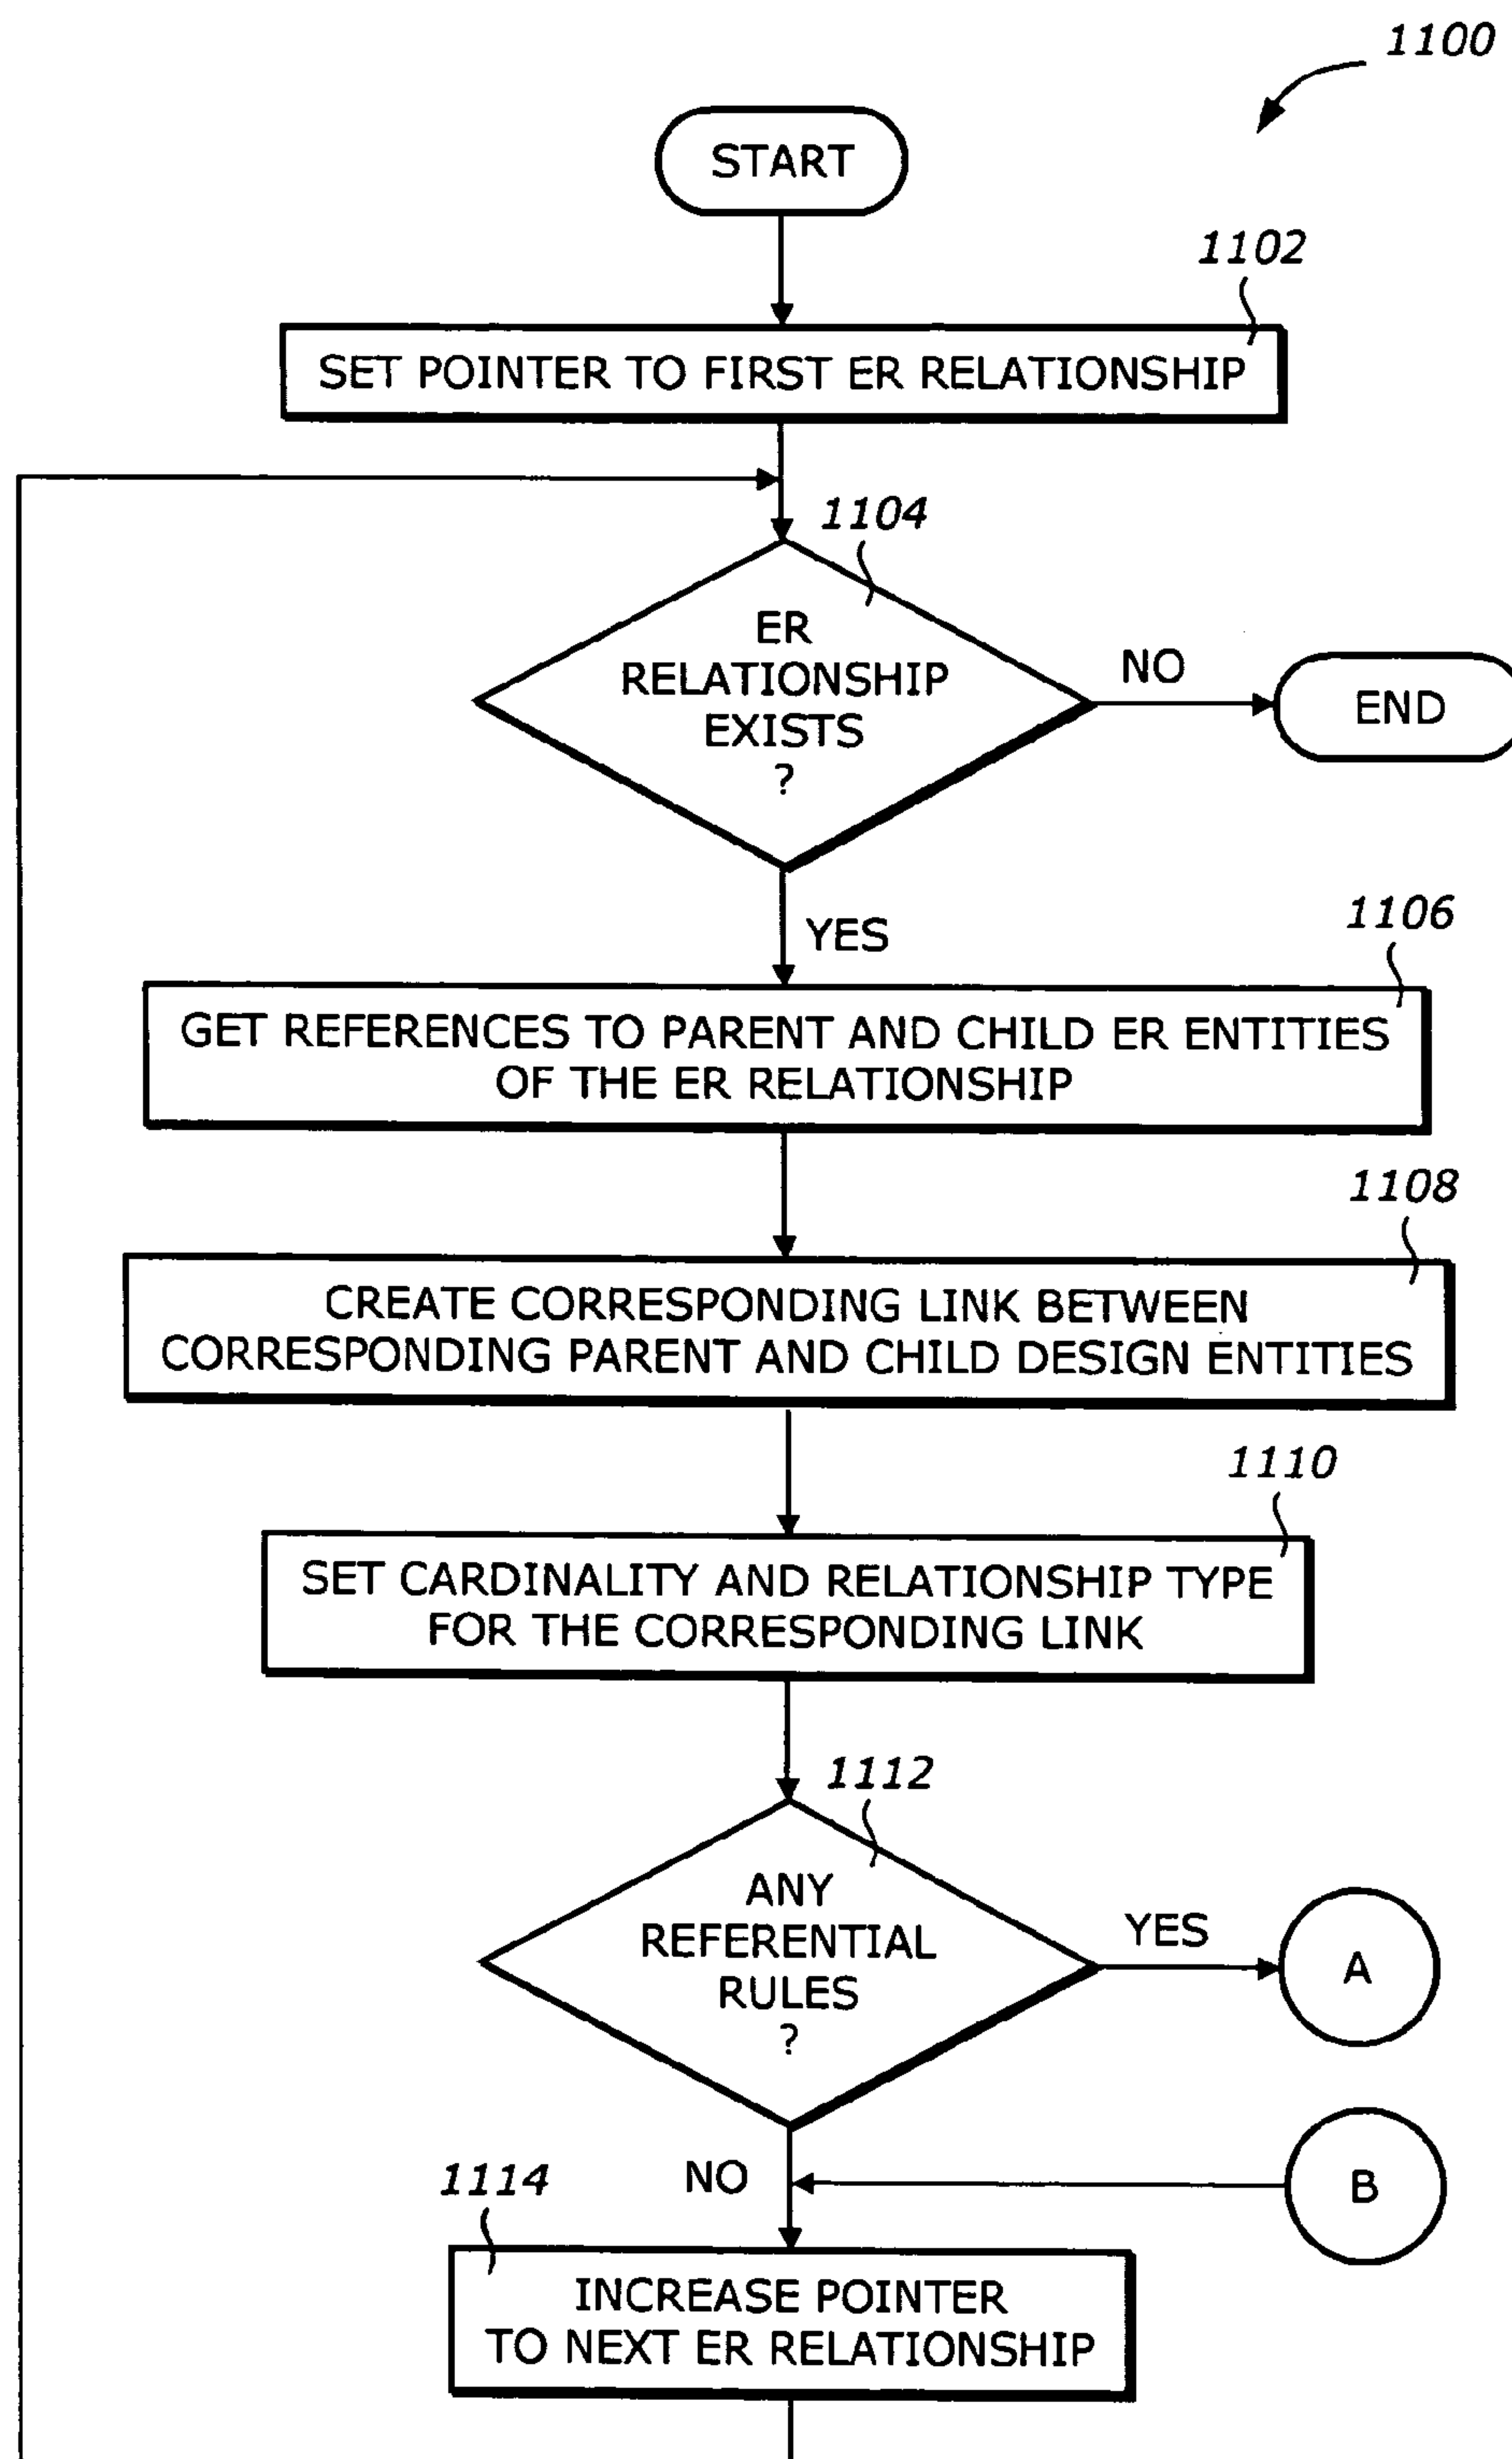 1100
START
1102
SET POINTER TO FIRST ER RELATIONSHIP
1104
ER
RELATIONSHIP
EXISTS
?
NO
END
YES
1106
GET REFERENCES TO PARENT AND CHILD ER ENTITIES
OF THE ER RELATIONSHIP
1108
CREATE CORRESPONDING LINK BETWEEN
CORRESPONDING PARENT AND CHILD DESIGN ENTITIES
1110
SET CARDINALITY AND RELATIONSHIP TYPE
FOR THE CORRESPONDING LINK
1112
ANY
REFERENTIAL
RULES
?
YES
A
NO
B
1114
INCREASE POINTER
TO NEXT ER RELATIONSHIP